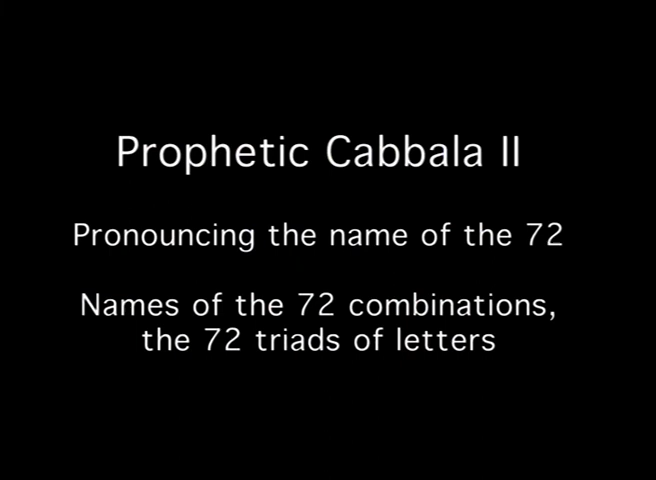 Prophetic Cabbala II
Pronouncing the name of the 72
Names of the 72 combinations,
the 72 triads of letters